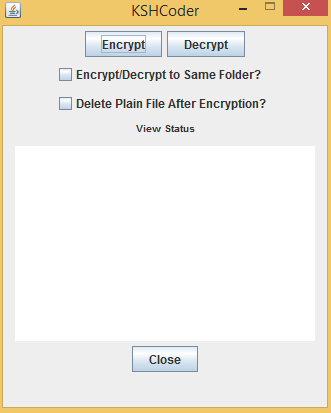 KSHCoder
Encrypt Decrypt
Encrypt/Decrypt to Same Folder?
Delete Plain File After Encryption?
View Status
Close